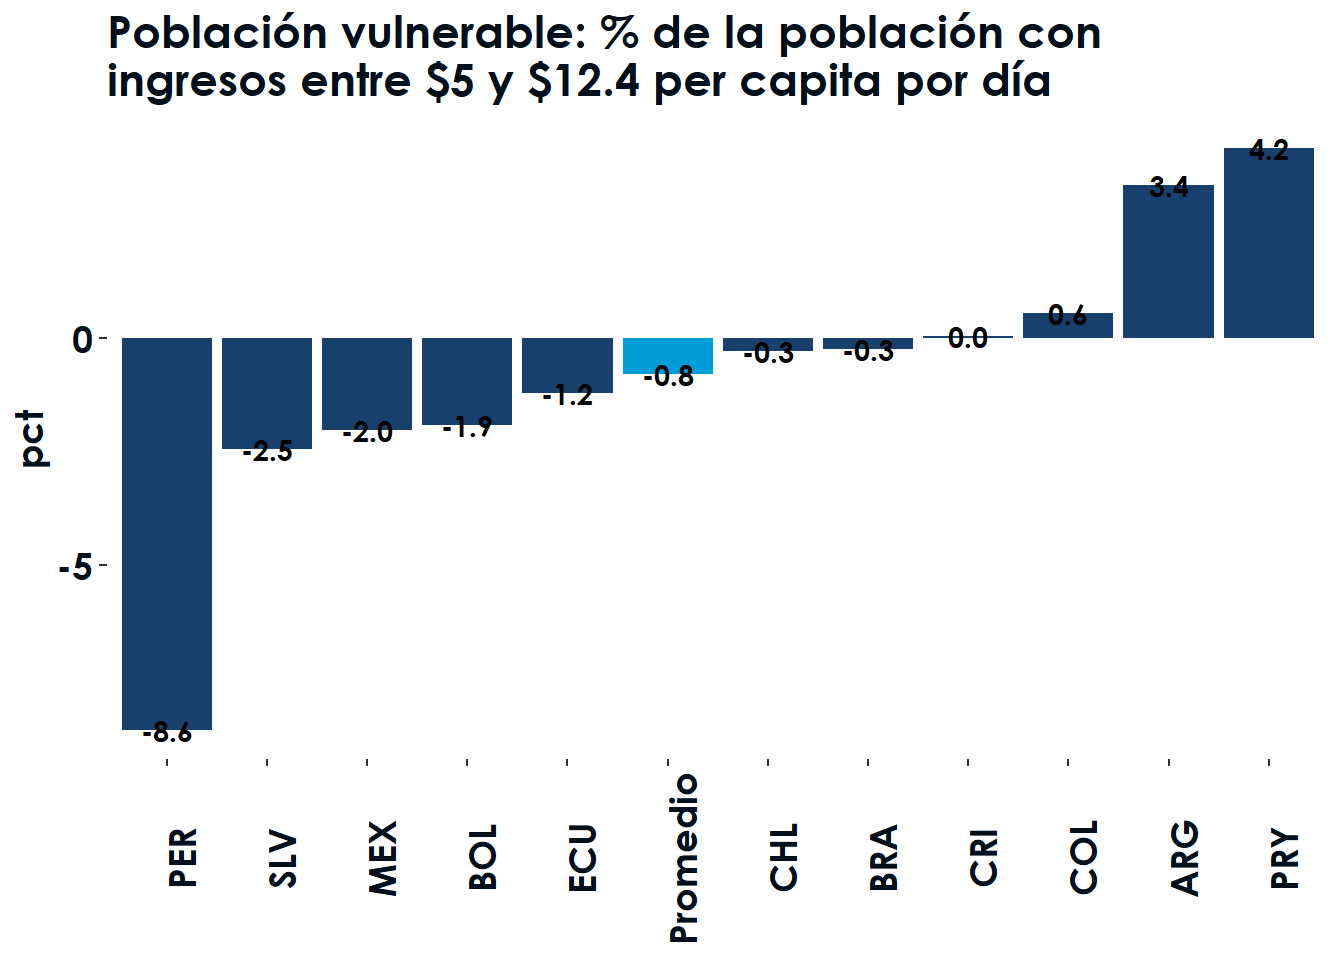 Población vulnerable: % de la población con
ingresos entre $5 y $12.4 per capita por día
pct
0
-5
-8.6
-2.5
-2.0
-1.9
-1.2
-0.8
-0.3
-0.3
0.0
0.6
3.4
4.2
PER
SLV
MEX
BOL
ECU
Promedio
CHL
BRA
CRI
COL
ARG
PRY